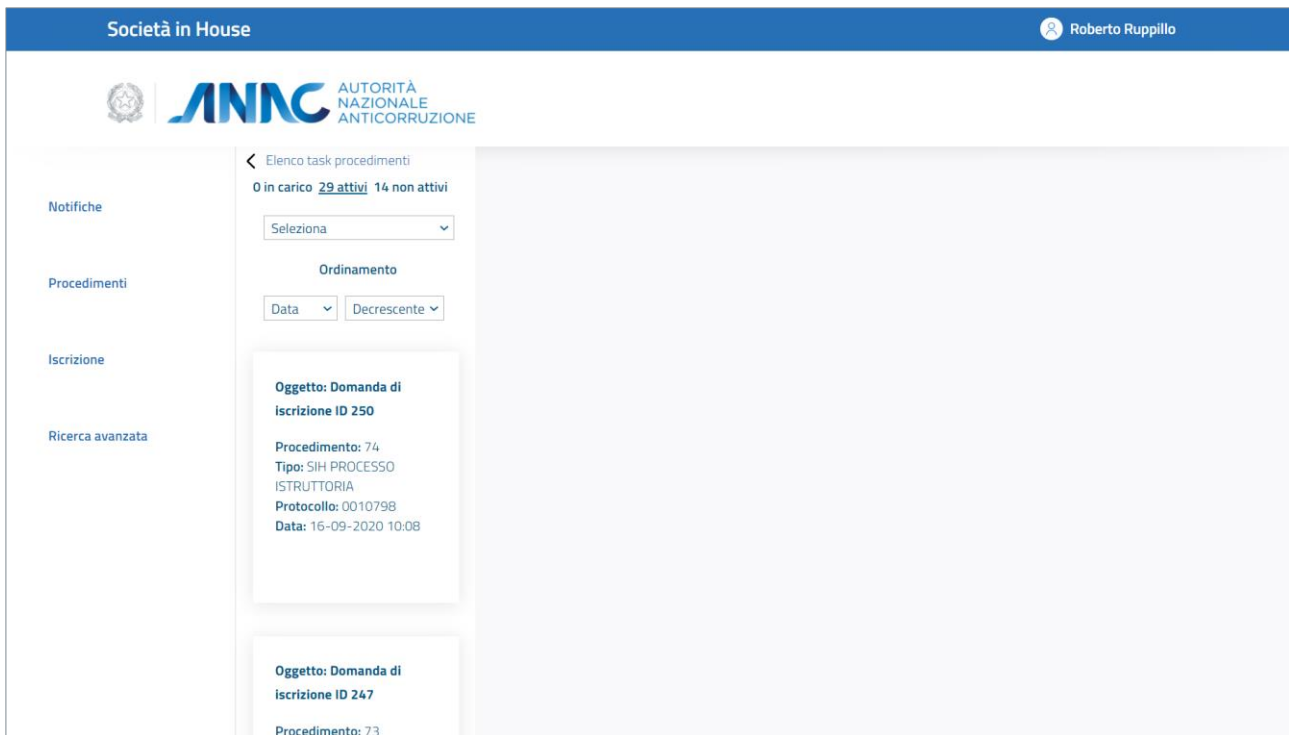 Società in House
Roberto Ruppillo
ANAC
AUTORITÀ
NAZIONALE
ANTICORRUZIONE
Notifiche
Procedimenti
Iscrizione
Ricerca avanzata
Elenco task procedimenti
0 in carico 29 attivi 14 non attivi
Seleziona
Ordinamento
Data Decrescente
Oggetto: Domanda di
iscrizione ID 250
Procedimento: 74
Tipo: SIH PROCESSO
ISTRUTTORIA
Protocollo: 0010798
Data: 16-09-2020 10:08
Oggetto: Domanda di
iscrizione ID 247
Procedimento: 73